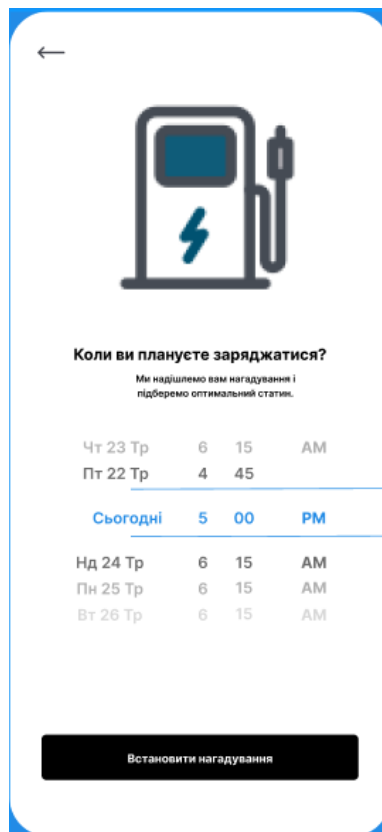 Коли ви плануєте заряджатися?
Ми надішлемо вам нагадування і
підберемо оптимальний статин.
Чт 23 Тр 6 15 AM
Пт 22 Тр 4 45
Сьогодні 5 00 PM
Нд 24 Тр 6 15 AM
Пн 25 Тр 6 15 AM
Вт 26 Тр 6 15 AM
Встановити нагадування